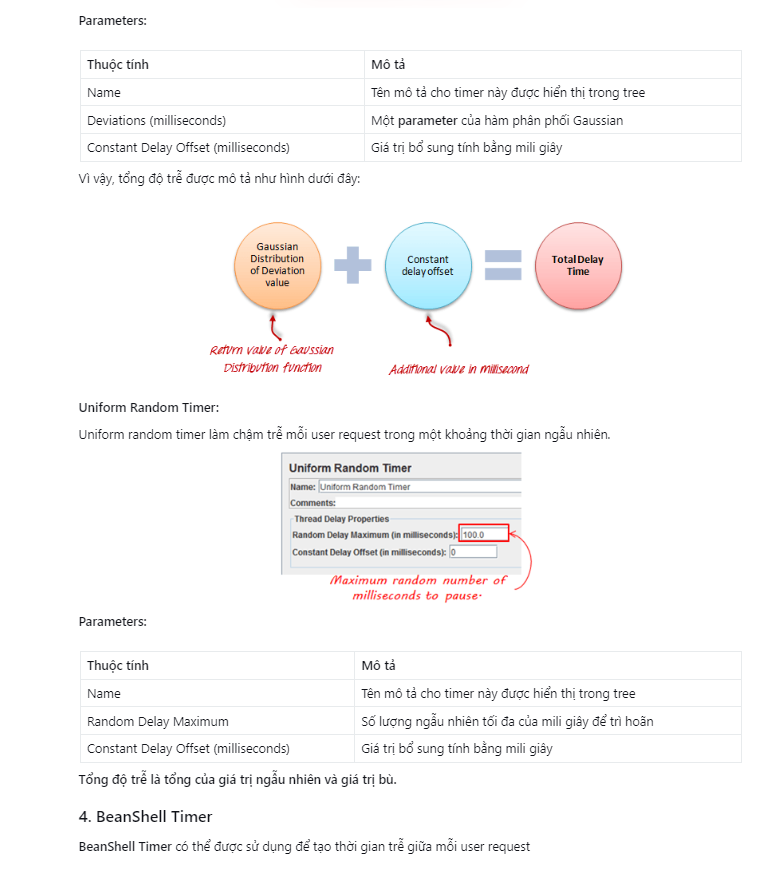 Parameters:
Thuộc tính Mô tả
Name Tên mô tả cho timer này được hiển thị trong tree
Deviations (milliseconds) Một parameter của hàm phân phối Gaussian
Constant Delay Offset (milliseconds) Giá trị bổ sung tính bằng mili giây
Vì vậy, tổng độ trễ được mô tả như hình dưới đây:
Gaussian
Distribution
of Deviation
value
Constant
delay offset
Total Delay
Time
Return value of Gaussian
Distribution function
Additional value in millisecond
Uniform Random Timer:
Uniform random timer làm chậm trễ mỗi user request trong một khoảng thời gian ngẫu nhiên.
Uniform Random Timer
Name: Uniform Random Timer
Comments:
Thread Delay Properties
Random Delay Maximum (in milliseconds): 100.0
Constant Delay Offset (in milliseconds): 0
Maximum random number of
milliseconds to pause.
Parameters:
Thuộc tính Mô tả
Name Tên mô tả cho timer này được hiển thị trong tree
Random Delay Maximum Số lượng ngẫu nhiên tối đa của mili giây để trì hoãn
Constant Delay Offset (milliseconds) Giá trị bổ sung tính bằng mili giây
Tổng độ trễ là tổng của giá trị ngẫu nhiên và giá trị bù.
4. BeanShell Timer
BeanShell Timer có thể được sử dụng để tạo thời gian trễ giữa mỗi user request